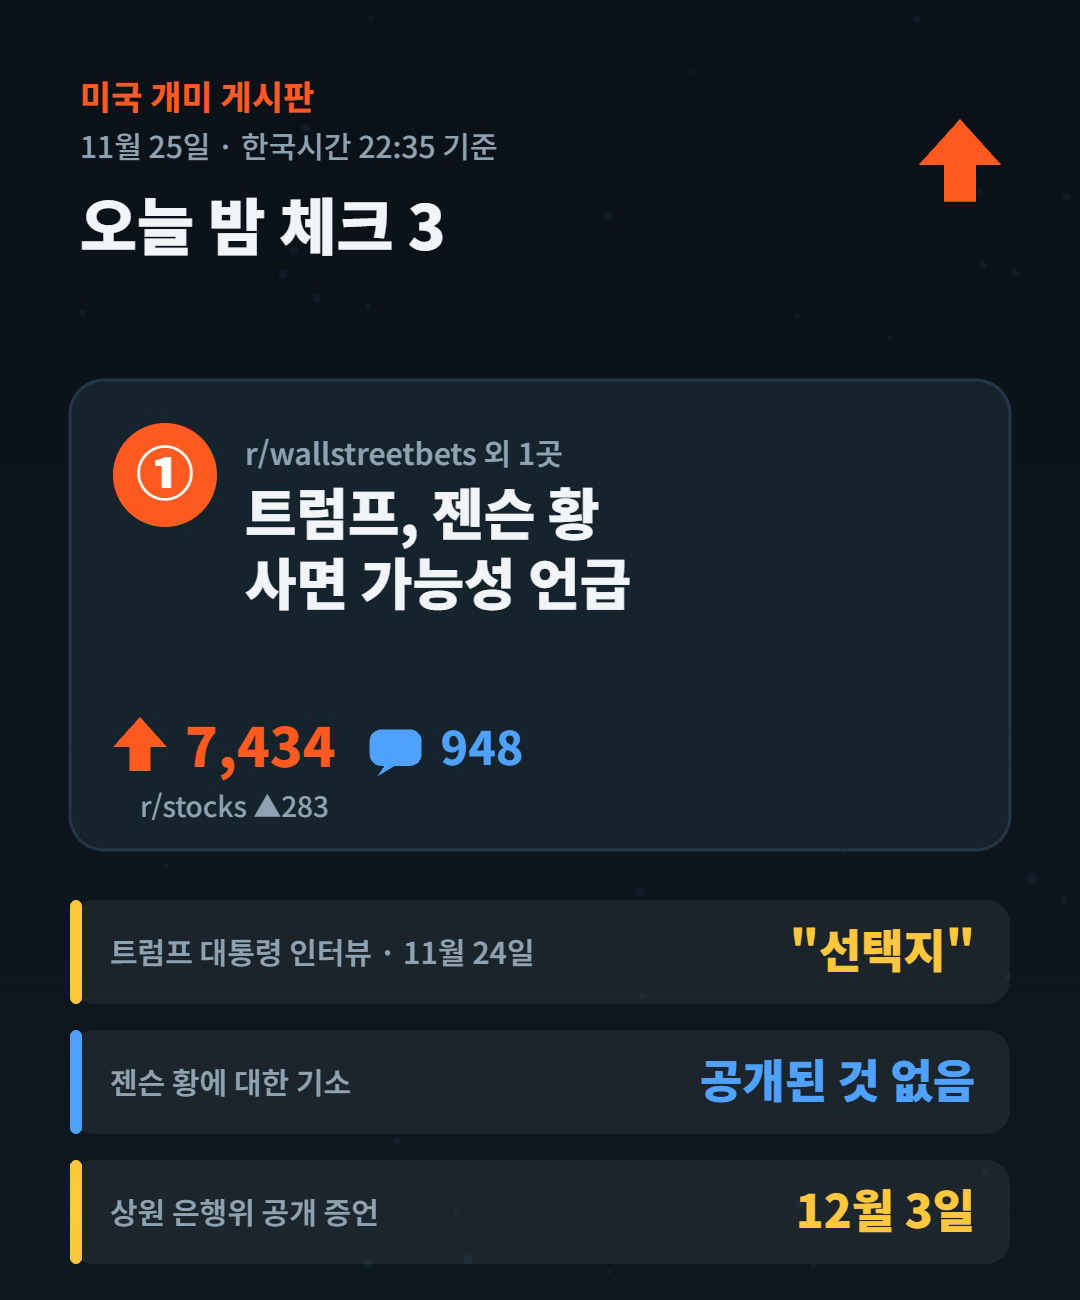 미국 개미 게시판
11월 25일 · 한국시간 22:35 기준
오늘 밤 체크 3
①
r/wallstreetbets 외 1곳
트럼프, 젠슨 황
사면 가능성 언급
7,434 948
r/stocks ▲283
트럼프 대통령 인터뷰 · 11월 24일 "선택지"
젠슨 황에 대한 기소 공개된 것 없음
상원 은행위 공개 증언 12월 3일